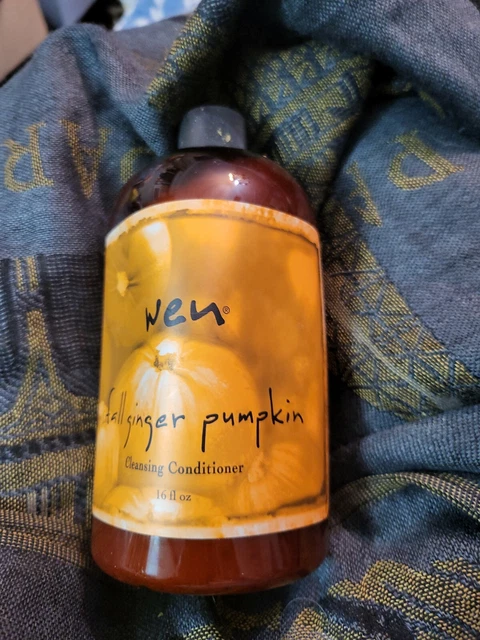 wen®
fall ginger pumpkin
Cleansing Conditioner
16 fl oz